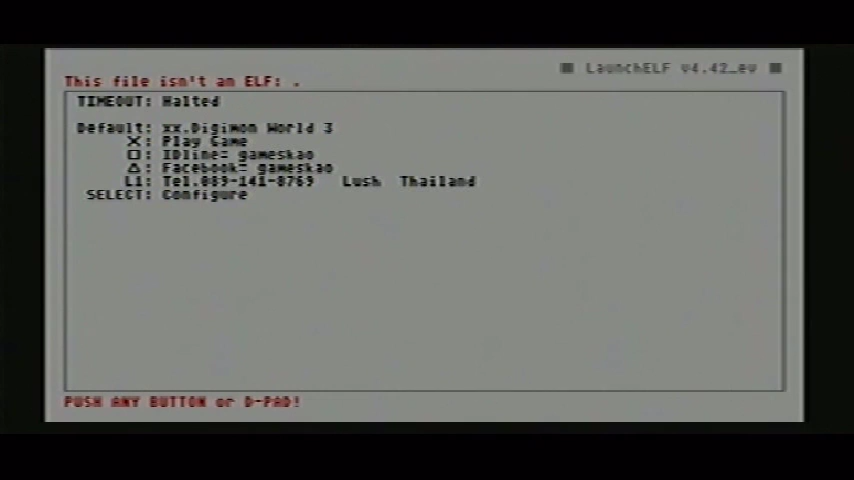 ■ LaunchELF v4.42_ev ■
This file isn't an ELF: .
TIMEOUT: Halted
Default: xx.Digimon World 3
X: Play Game
□: IDline= gameskao
△: Facebook= gameskao
L1: Tel.089-141-8769 Lush Thailand
SELECT: Configure
PUSH ANY BUTTON or D-PAD!